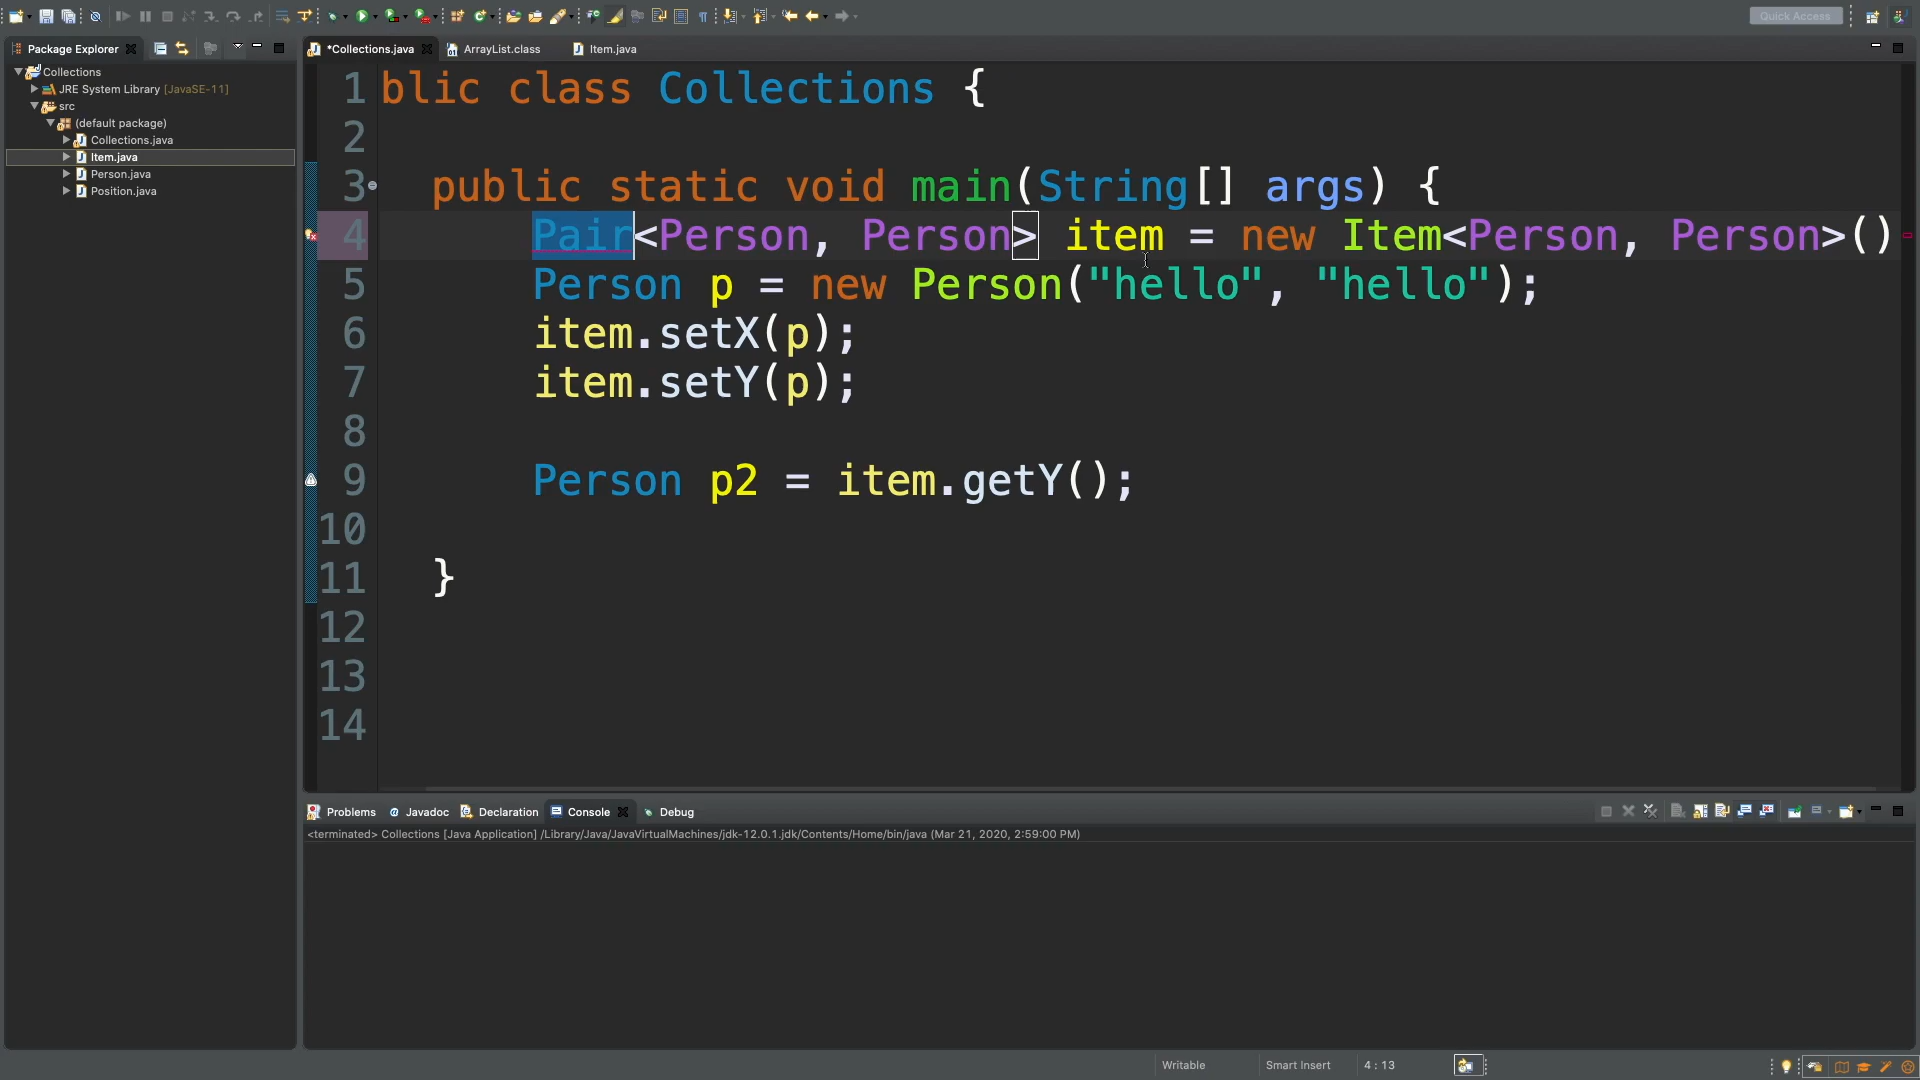 Quick Access
Package Explorer
*Collections.java
ArrayList.class
Item.java
Collections
JRE System Library [JavaSE-11]
src
(default package)
Collections.java
Item.java
Person.java
Position.java
1 blic class Collections {
2
3 public static void main(String[] args) {
4 Pair<Person, Person> item = new Item<Person, Person>()
5 Person p = new Person("hello", "hello");
6 item.setX(p);
7 item.setY(p);
8
9 Person p2 = item.getY();
10
11 }
12
13
14
Problems @ Javadoc Declaration Console Debug
<terminated> Collections [Java Application] /Library/Java/JavaVirtualMachines/jdk-12.0.1.jdk/Contents/Home/bin/java (Mar 21, 2020, 2:59:00 PM)
Writable Smart Insert 4 : 13